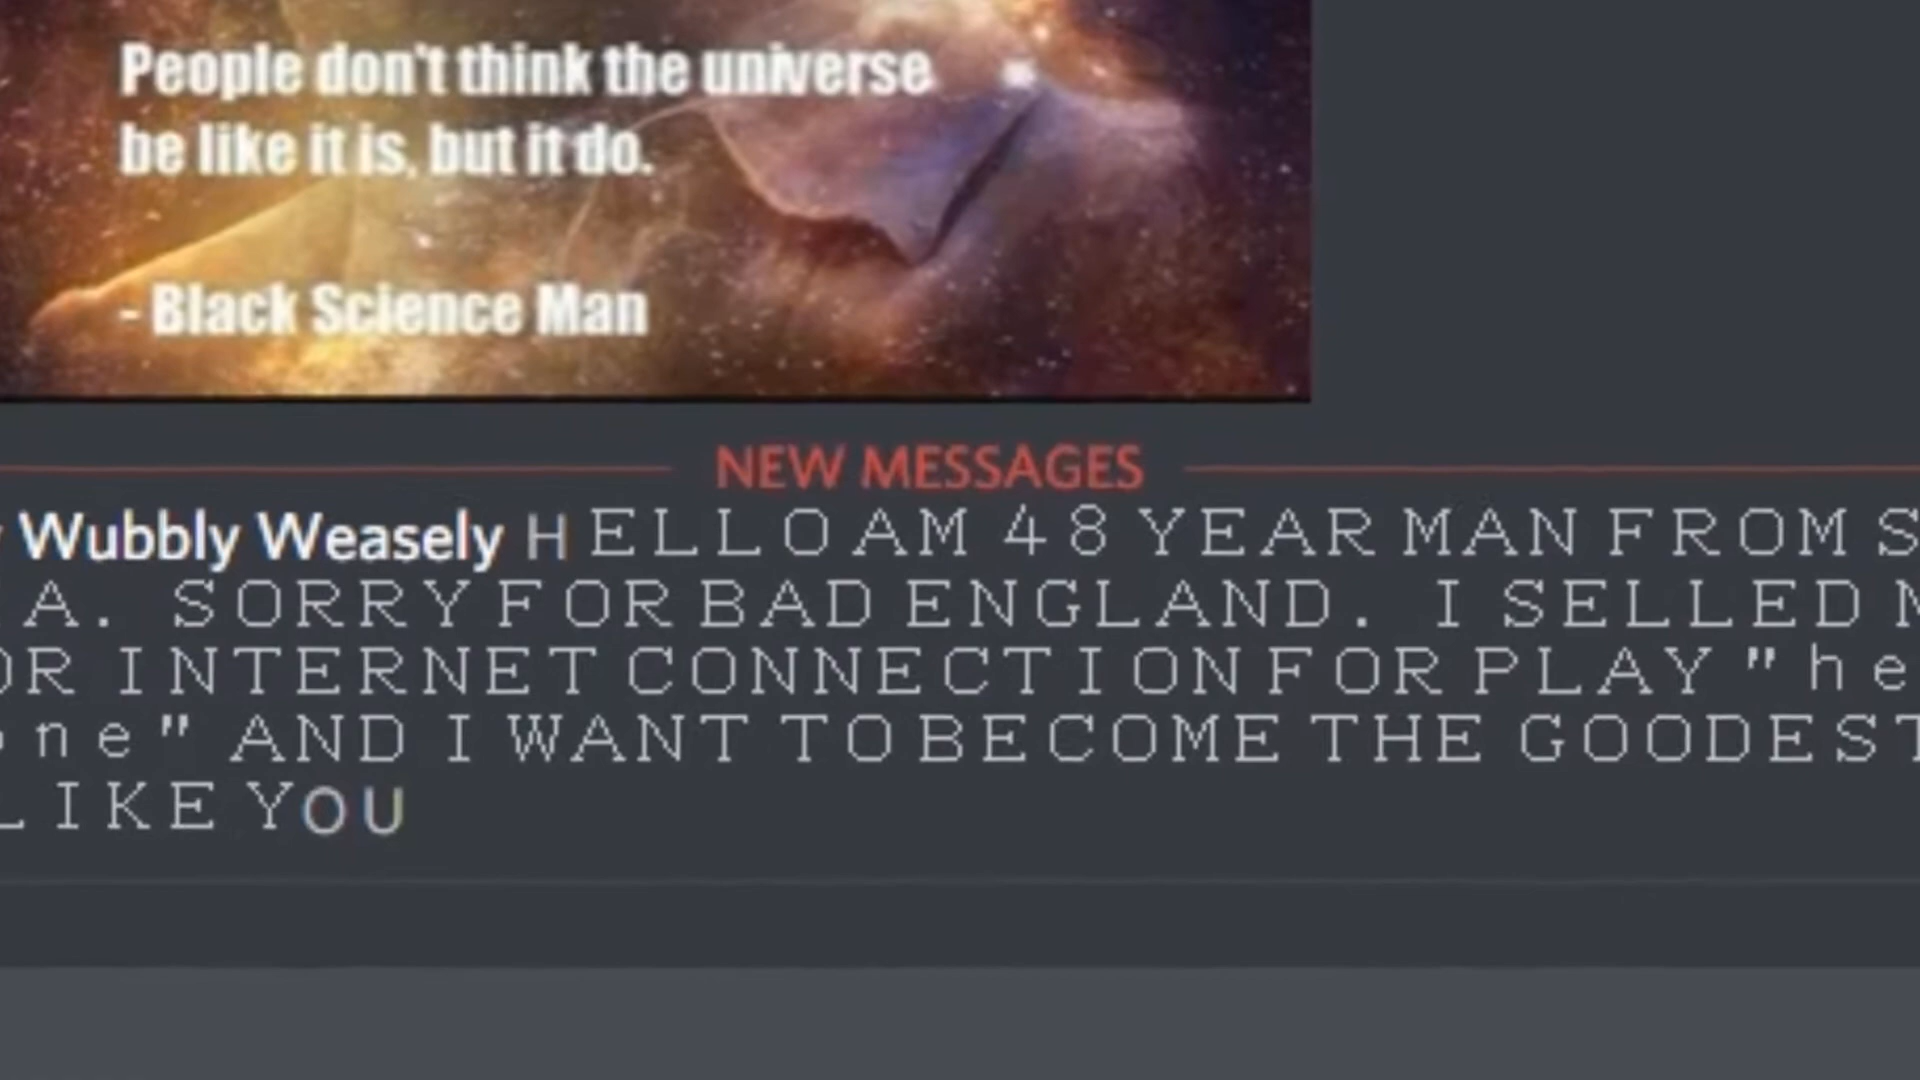 People don't think the universe
be like it is, but it do.
- Black Science Man
NEW MESSAGES
Wubbly Weasely HELLO AM 48 YEAR MAN FROM S
A. SORRY FOR BAD ENGLAND. I SELLED M
OR INTERNET CONNECTION FOR PLAY "he
one" AND I WANT TO BECOME THE GOODEST
LIKE YOU